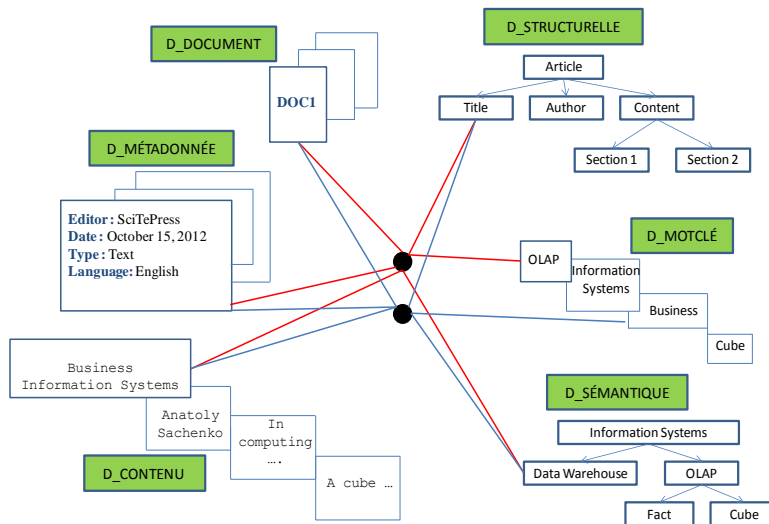 D_DOCUMENT
DOC1
D_STRUCTURELLE
Article
Title
Author
Content
Section 1
Section 2
D_MÉTADONNÉE
Editor: SciTePress
Date: October 15, 2012
Type: Text
Language: English
D_MOTCLÉ
OLAP
Information
Systems
Business
Cube
Business
Information Systems
Anatoly
Sachenko
In
computing
….
A cube …
D_CONTENU
D_SÉMANTIQUE
Information Systems
Data Warehouse
OLAP
Fact
Cube